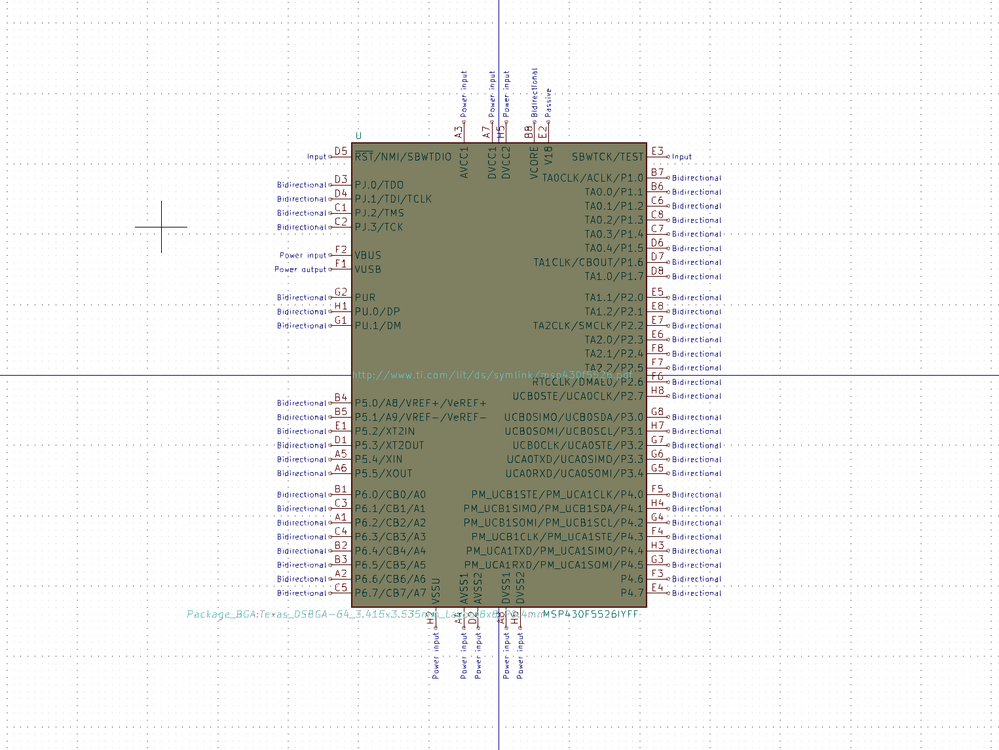 Power input
Power input
Power input
Bidirectional
Passive
A3
A7
H5
B8
E2
U
AVCC1
DVCC1
DVCC2
VCORE
V18
Input D5 RST/NMI/SBWTDIO
SBWTCK/TEST E3 Input
Bidirectional D3 PJ.0/TDO
Bidirectional D4 PJ.1/TDI/TCLK
Bidirectional C1 PJ.2/TMS
Bidirectional C2 PJ.3/TCK
Power input F2 VBUS
Power output F1 VUSB
Bidirectional G2 PUR
Bidirectional H1 PU.0/DP
Bidirectional G1 PU.1/DM
TA0CLK/ACLK/P1.0 B7 Bidirectional
TA0.0/P1.1 B6 Bidirectional
TA0.1/P1.2 C6 Bidirectional
TA0.2/P1.3 C8 Bidirectional
TA0.3/P1.4 C7 Bidirectional
TA0.4/P1.5 D6 Bidirectional
TA1CLK/CBOUT/P1.6 D7 Bidirectional
TA1.0/P1.7 D8 Bidirectional
TA1.1/P2.0 E5 Bidirectional
TA1.2/P2.1 E8 Bidirectional
TA2CLK/SMCLK/P2.2 E7 Bidirectional
TA2.0/P2.3 E6 Bidirectional
TA2.1/P2.4 F8 Bidirectional
TA2.2/P2.5 F7 Bidirectional
http://www.ti.com/lit/ds/symlink/msp430f5526.pdf
RTCCLK/DMAE0/P2.6 F6 Bidirectional
UCB0STE/UCA0CLK/P2.7 H8 Bidirectional
Bidirectional B4 P5.0/A8/VREF+/VeREF+
Bidirectional B5 P5.1/A9/VREF-/VeREF-
Bidirectional E1 P5.2/XT2IN
Bidirectional D1 P5.3/XT2OUT
Bidirectional A5 P5.4/XIN
Bidirectional A6 P5.5/XOUT
UCB0SIMO/UCB0SDA/P3.0 G8 Bidirectional
UCB0SOMI/UCB0SCL/P3.1 H7 Bidirectional
UCB0CLK/UCA0STE/P3.2 G7 Bidirectional
UCA0TXD/UCA0SIMO/P3.3 G6 Bidirectional
UCA0RXD/UCA0SOMI/P3.4 G5 Bidirectional
Bidirectional B1 P6.0/CB0/A0
Bidirectional C3 P6.1/CB1/A1
Bidirectional A1 P6.2/CB2/A2
Bidirectional C4 P6.3/CB3/A3
Bidirectional B2 P6.4/CB4/A4
Bidirectional B3 P6.5/CB5/A5
Bidirectional A2 P6.6/CB6/A6
Bidirectional C5 P6.7/CB7/A7
PM_UCB1STE/PM_UCA1CLK/P4.0 F5 Bidirectional
PM_UCB1SIMO/PM_UCB1SDA/P4.1 H4 Bidirectional
PM_UCB1SOMI/PM_UCB1SCL/P4.2 G4 Bidirectional
PM_UCB1CLK/PM_UCA1STE/P4.3 F4 Bidirectional
PM_UCA1TXD/PM_UCA1SIMO/P4.4 H3 Bidirectional
PM_UCA1RXD/PM_UCA1SOMI/P4.5 G3 Bidirectional
P4.6 F3 Bidirectional
P4.7 E4 Bidirectional
VSSU
AVSS1
AVSS2
DVSS1
DVSS2
MSP430F5526IYFF
H2
A4
D2
A8
H6
Power input
Power input
Power input
Power input
Power input